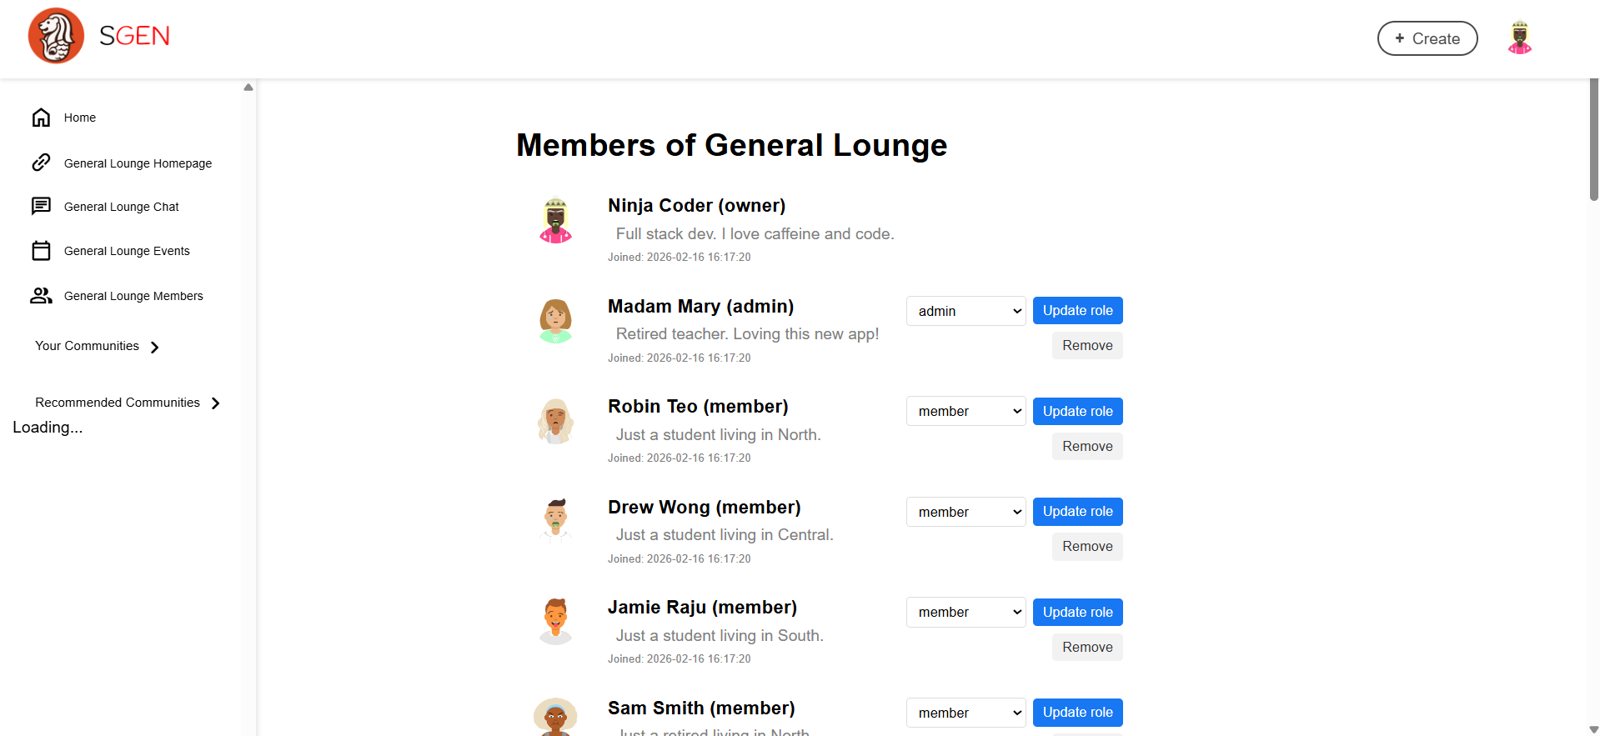 SGEN
+ Create
Home
General Lounge Homepage
General Lounge Chat
General Lounge Events
General Lounge Members
Your Communities
Recommended Communities
Loading...
Members of General Lounge
Ninja Coder (owner)
Full stack dev. I love caffeine and code.
Joined: 2026-02-16 16:17:20
Madam Mary (admin)
Retired teacher. Loving this new app!
Joined: 2026-02-16 16:17:20
admin
Update role
Remove
Robin Teo (member)
Just a student living in North.
Joined: 2026-02-16 16:17:20
member
Update role
Remove
Drew Wong (member)
Just a student living in Central.
Joined: 2026-02-16 16:17:20
member
Update role
Remove
Jamie Raju (member)
Just a student living in South.
Joined: 2026-02-16 16:17:20
member
Update role
Remove
Sam Smith (member)
Just a retired living in North
member
Update role